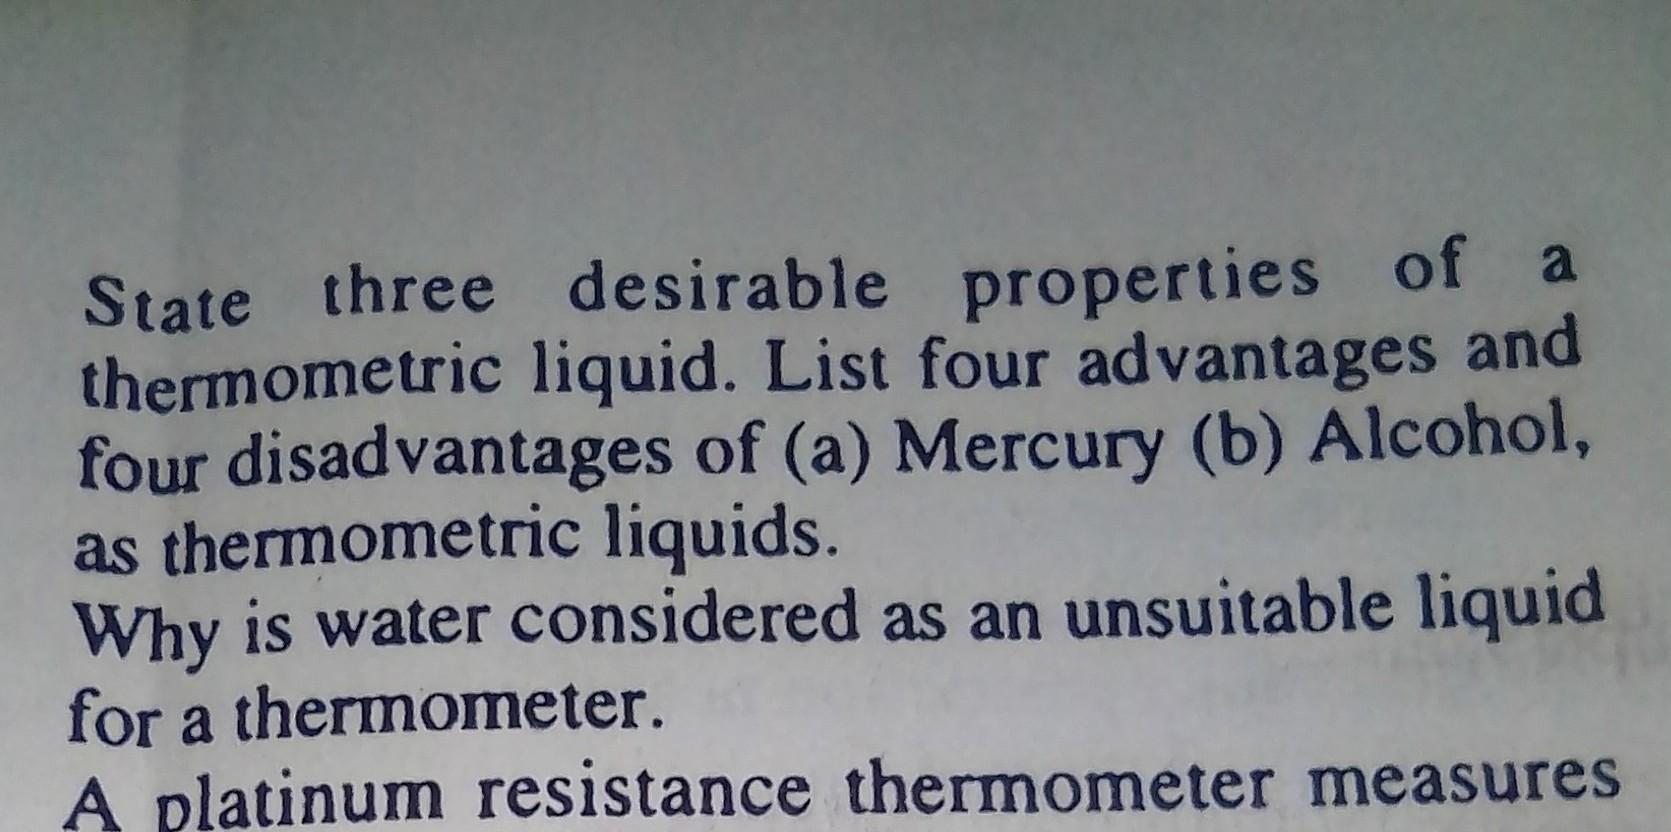 State three desirable properties of a
thermometric liquid. List four advantages and
four disadvantages of (a) Mercury (b) Alcohol,
as thermometric liquids.
Why is water considered as an unsuitable liquid
for a thermometer.
A platinum resistance thermometer measures